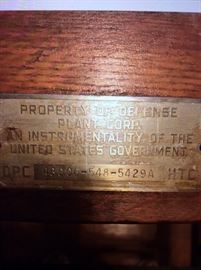 PROPERTY OF DEFENSE
PLANT CORP.
AN INSTRUMENTALITY OF THE
UNITED STATES GOVERNMENT
DPC -548-5429A HTC